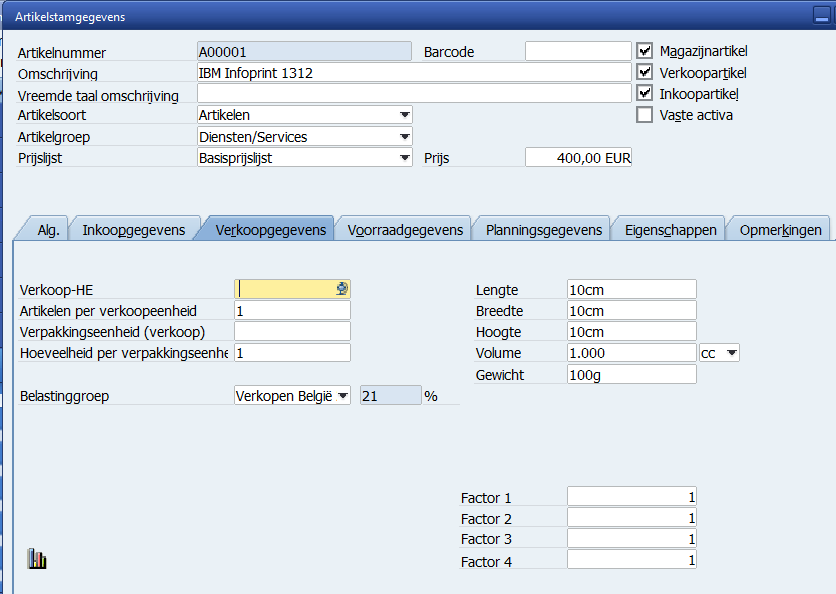 Artikelstamgegevens
Artikelnummer A00001 Barcode Magazijnartikel
Omschrijving IBM Infoprint 1312 Verkoopartikel
Vreemde taal omschrijving Inkoopartikel
Artikelsoort Artikelen Vaste activa
Artikelgroep Diensten/Services
Prijslijst Basisprijslijst Prijs 400,00 EUR
Alg. Inkoopgegevens Verkoopgegevens Voorraadgegevens Planningsgegevens Eigenschappen Opmerkingen
Verkoop-HE Lengte 10cm
Artikelen per verkoopeenheid 1 Breedte 10cm
Verpakkingseenheid (verkoop) Hoogte 10cm
Hoeveelheid per verpakkingseenhe 1 Volume 1.000 cc
Gewicht 100g
Belastinggroep Verkopen België 21 %
Factor 1 1
Factor 2 1
Factor 3 1
Factor 4 1